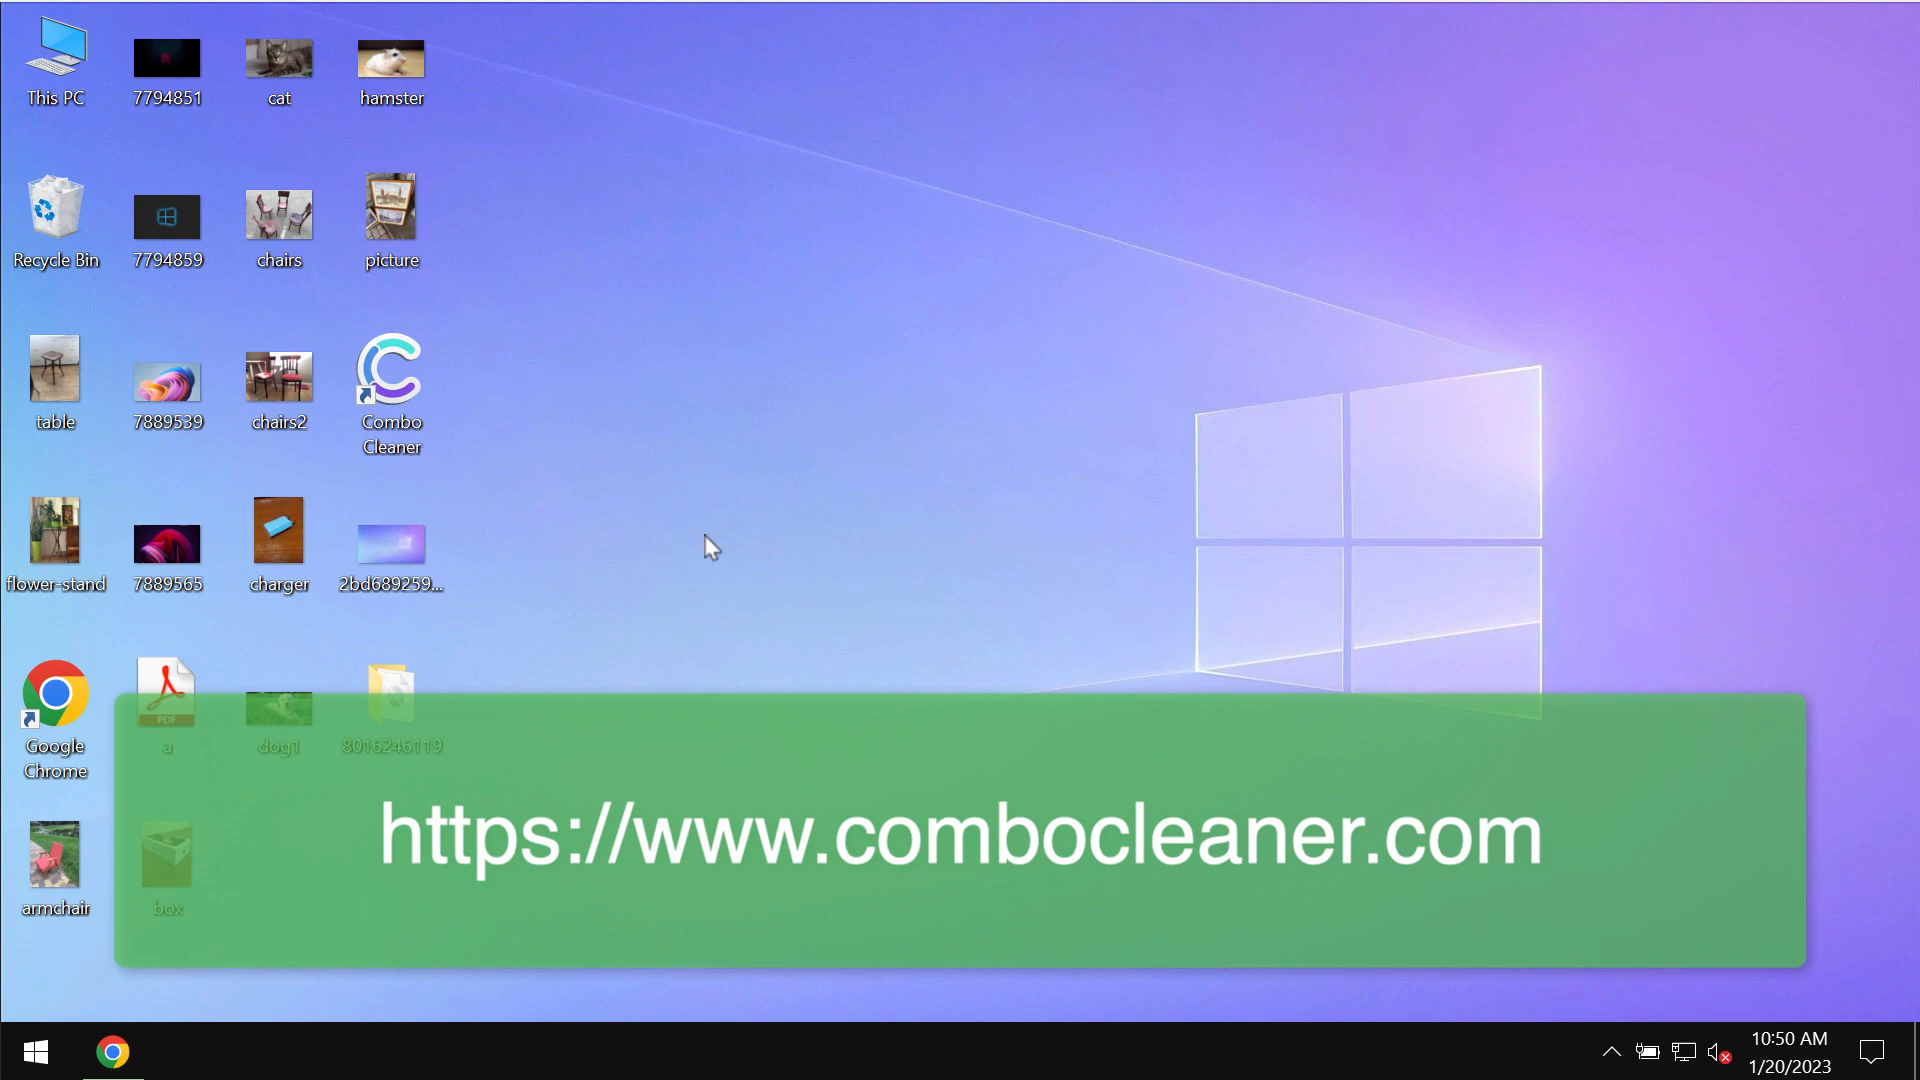 This PC
7794851
cat
hamster
Recycle Bin
7794859
chairs
picture
table
7889539
chairs2
Combo
Cleaner
flower-stand
7889565
charger
2bd689259...
Google
Chrome
PDF
a
dog1
8016246119
armchair
box
https://www.combocleaner.com
10:50 AM
1/20/2023